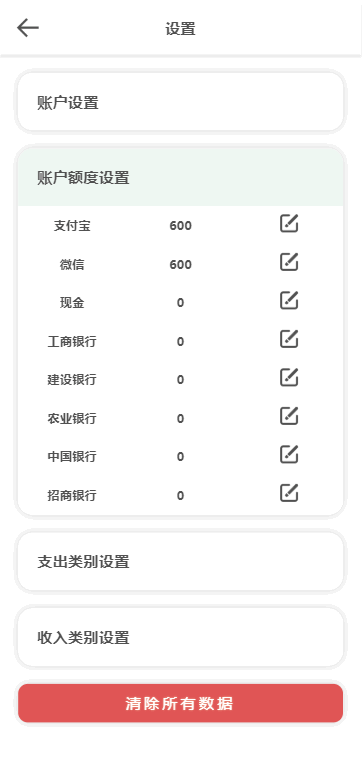 设置
账户设置
账户额度设置
支付宝 600
微信 600
现金 0
工商银行 0
建设银行 0
农业银行 0
中国银行 0
招商银行 0
支出类别设置
收入类别设置
清除所有数据